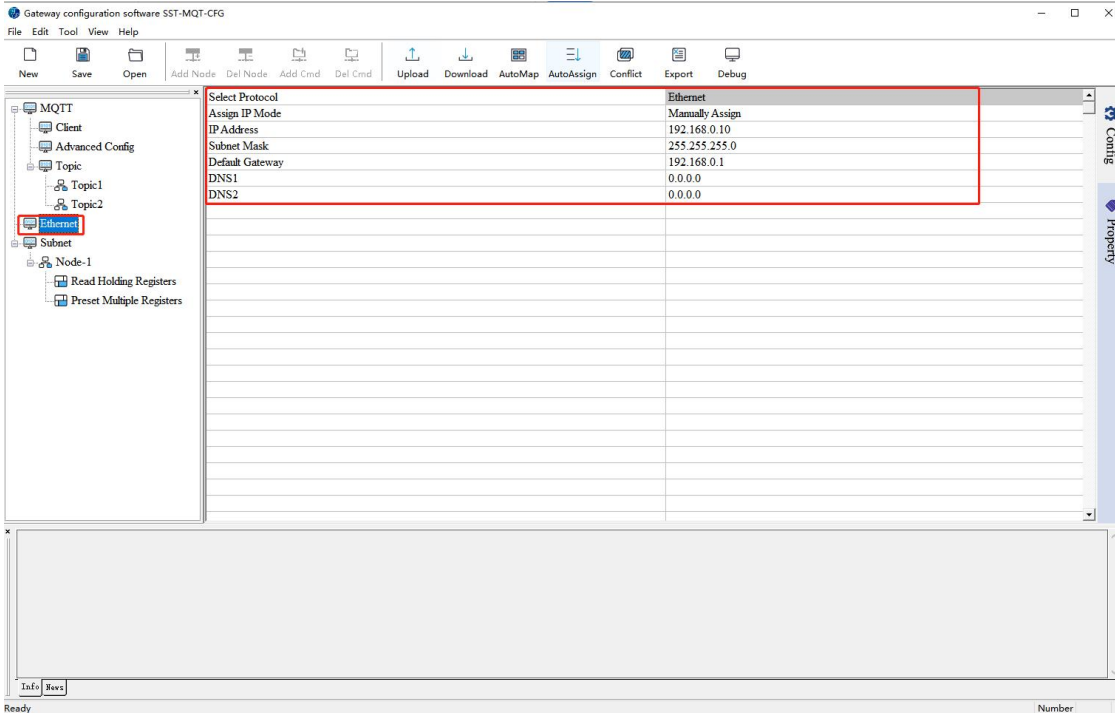 Gateway configuration software SST-MQT-CFG
File Edit Tool View Help
New Save Open Add Node Del Node Add Cmd Del Cmd Upload Download AutoMap AutoAssign Conflict Export Debug
MQTT
Client
Advanced Config
Topic
Topic1
Topic2
Ethernet
Subnet
Node-1
Read Holding Registers
Preset Multiple Registers
Select Protocol Ethernet
Assign IP Mode Manually Assign
IP Address 192.168.0.10
Subnet Mask 255.255.255.0
Default Gateway 192.168.0.1
DNS1 0.0.0.0
DNS2 0.0.0.0
Config
Property
Info News
Ready Number